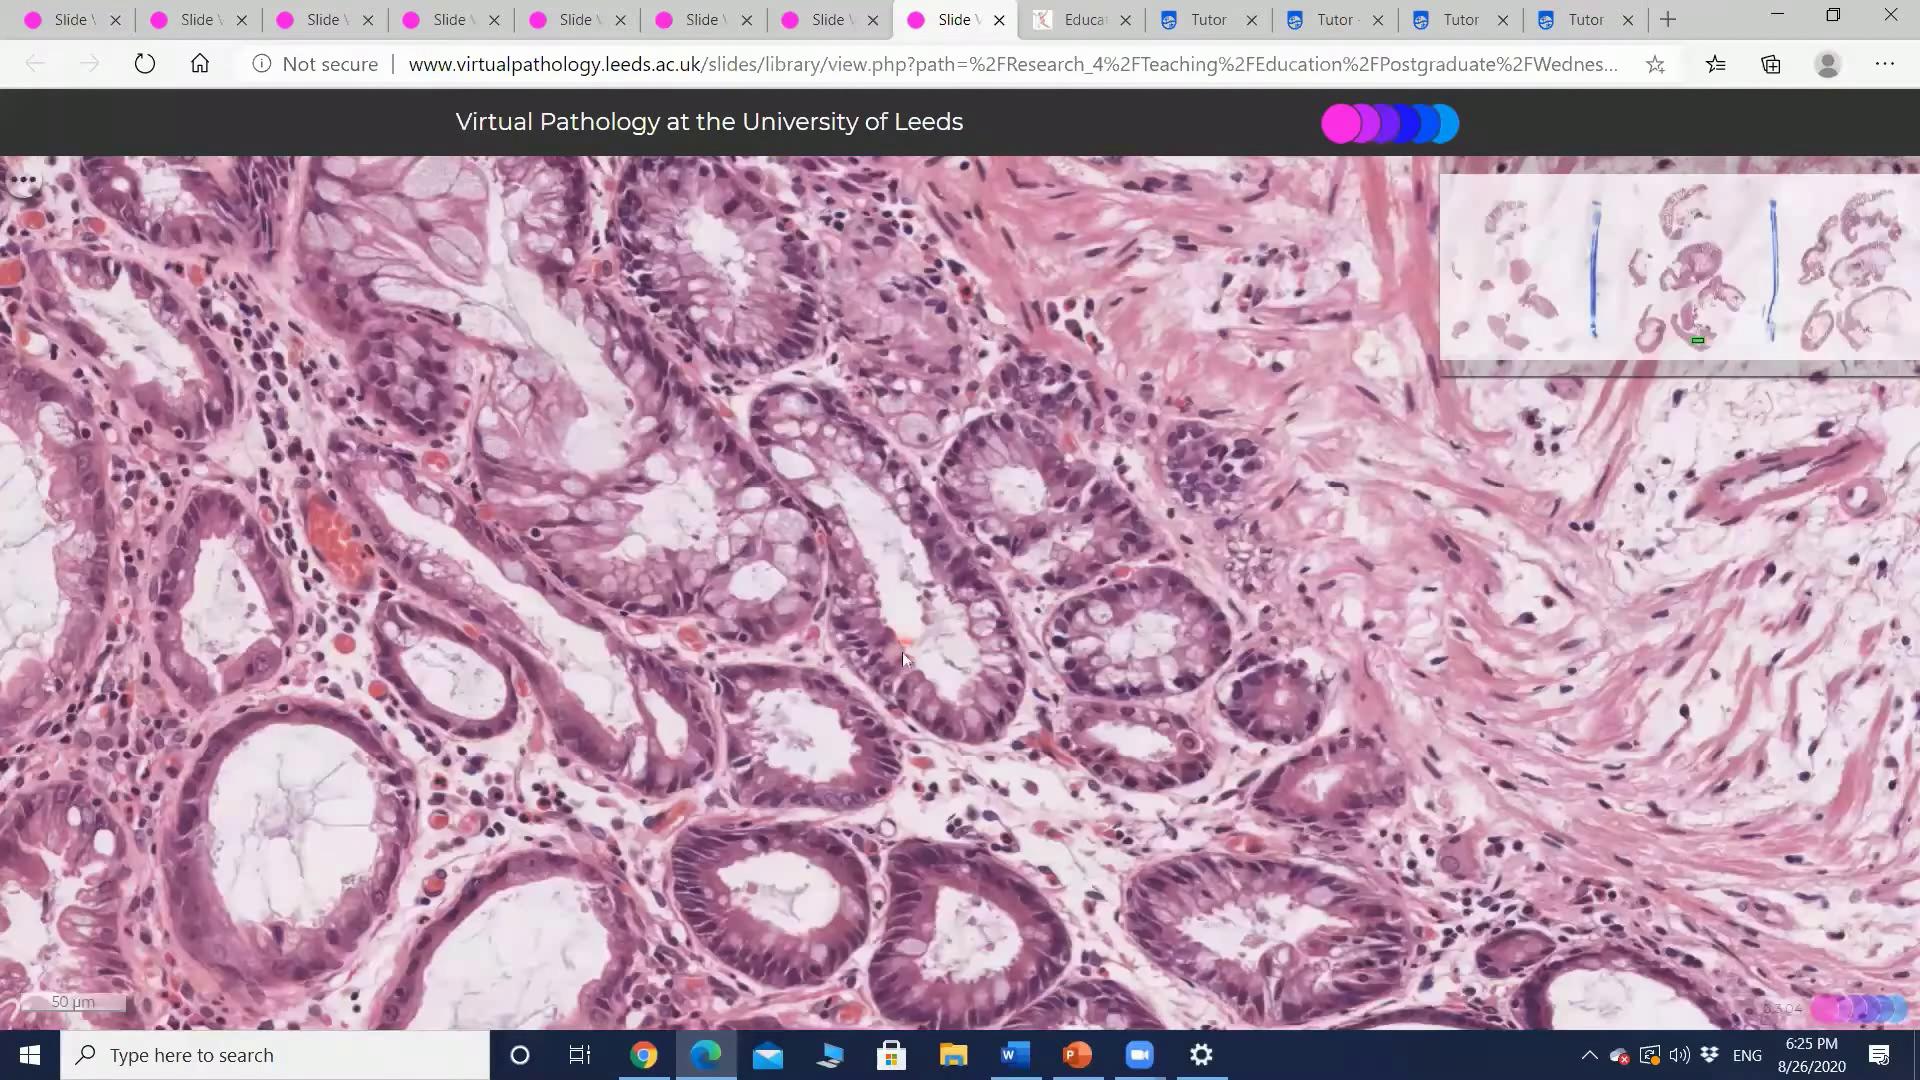 Slide Slide Slide Slide Slide Slide Slide Slide Educat Tutor Tutor Tutor Tutor
Not secure www.virtualpathology.leeds.ac.uk/slides/library/view.php?path=%2FResearch_4%2FTeaching%2FEducation%2FPostgraduate%2FWednes...
Virtual Pathology at the University of Leeds
50 µm
Type here to search
ENG
6:25 PM
8/26/2020